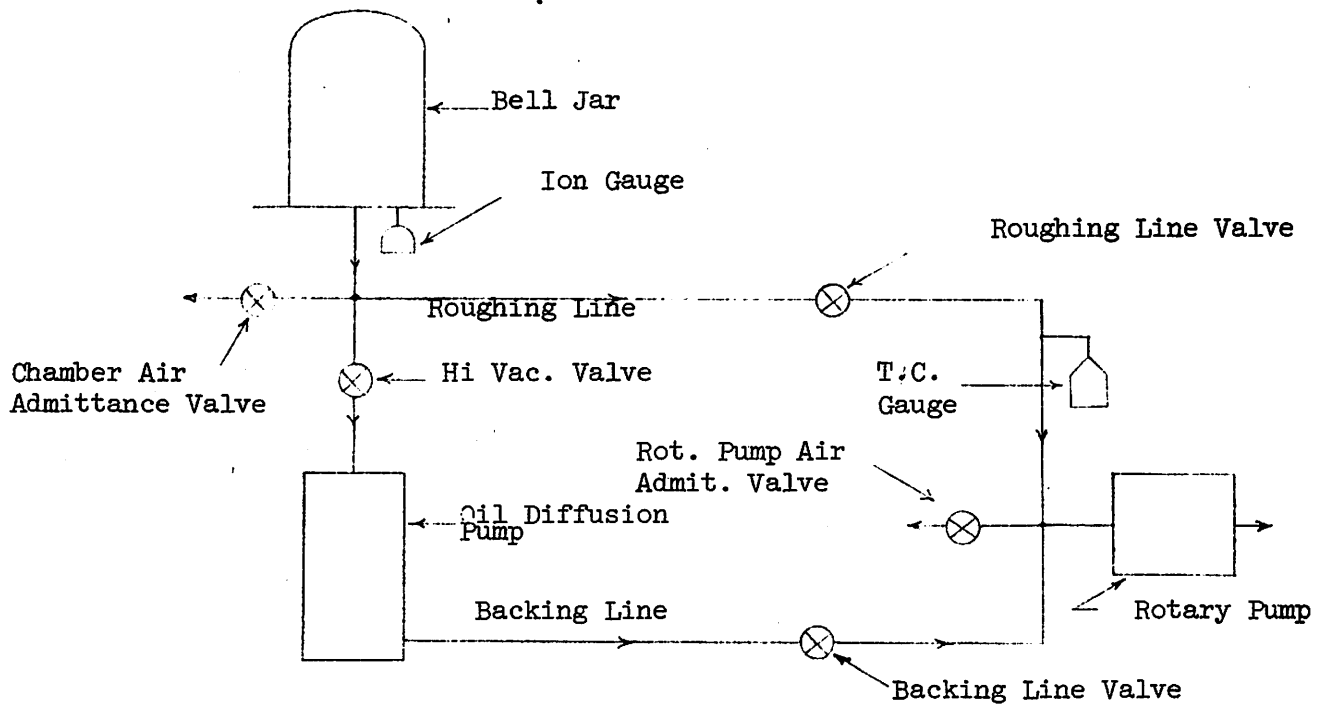 Bell Jar
Ion Gauge
Roughing Line Valve
Roughing Line
Chamber Air
Admittance Valve
Hi Vac. Valve
T.C.
Gauge
Rot. Pump Air
Admit. Valve
Oil Diffusion
Pump
Backing Line
Rotary Pump
Backing Line Valve